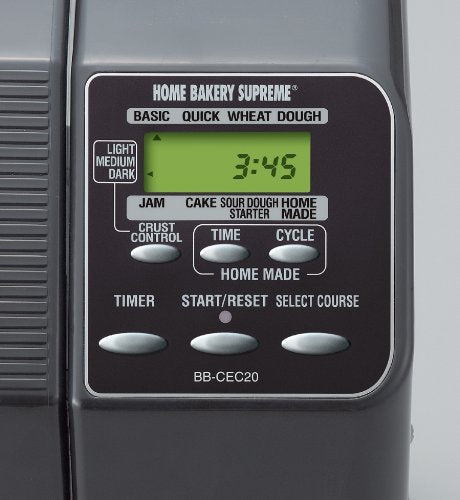 HOME BAKERY SUPREME®
BASIC QUICK WHEAT DOUGH
LIGHT
MEDIUM
DARK
3:45
JAM CAKE SOUR DOUGH STARTER HOME MADE
CRUST CONTROL
TIME CYCLE
HOME MADE
TIMER START/RESET SELECT COURSE
BB-CEC20